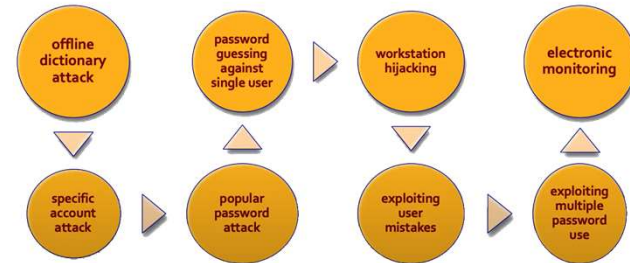 offline
dictionary
attack
specific
account
attack
popular
password
attack
password
guessing
against
single user
workstation
hijacking
exploiting
user
mistakes
exploiting
multiple
password
use
electronic
monitoring